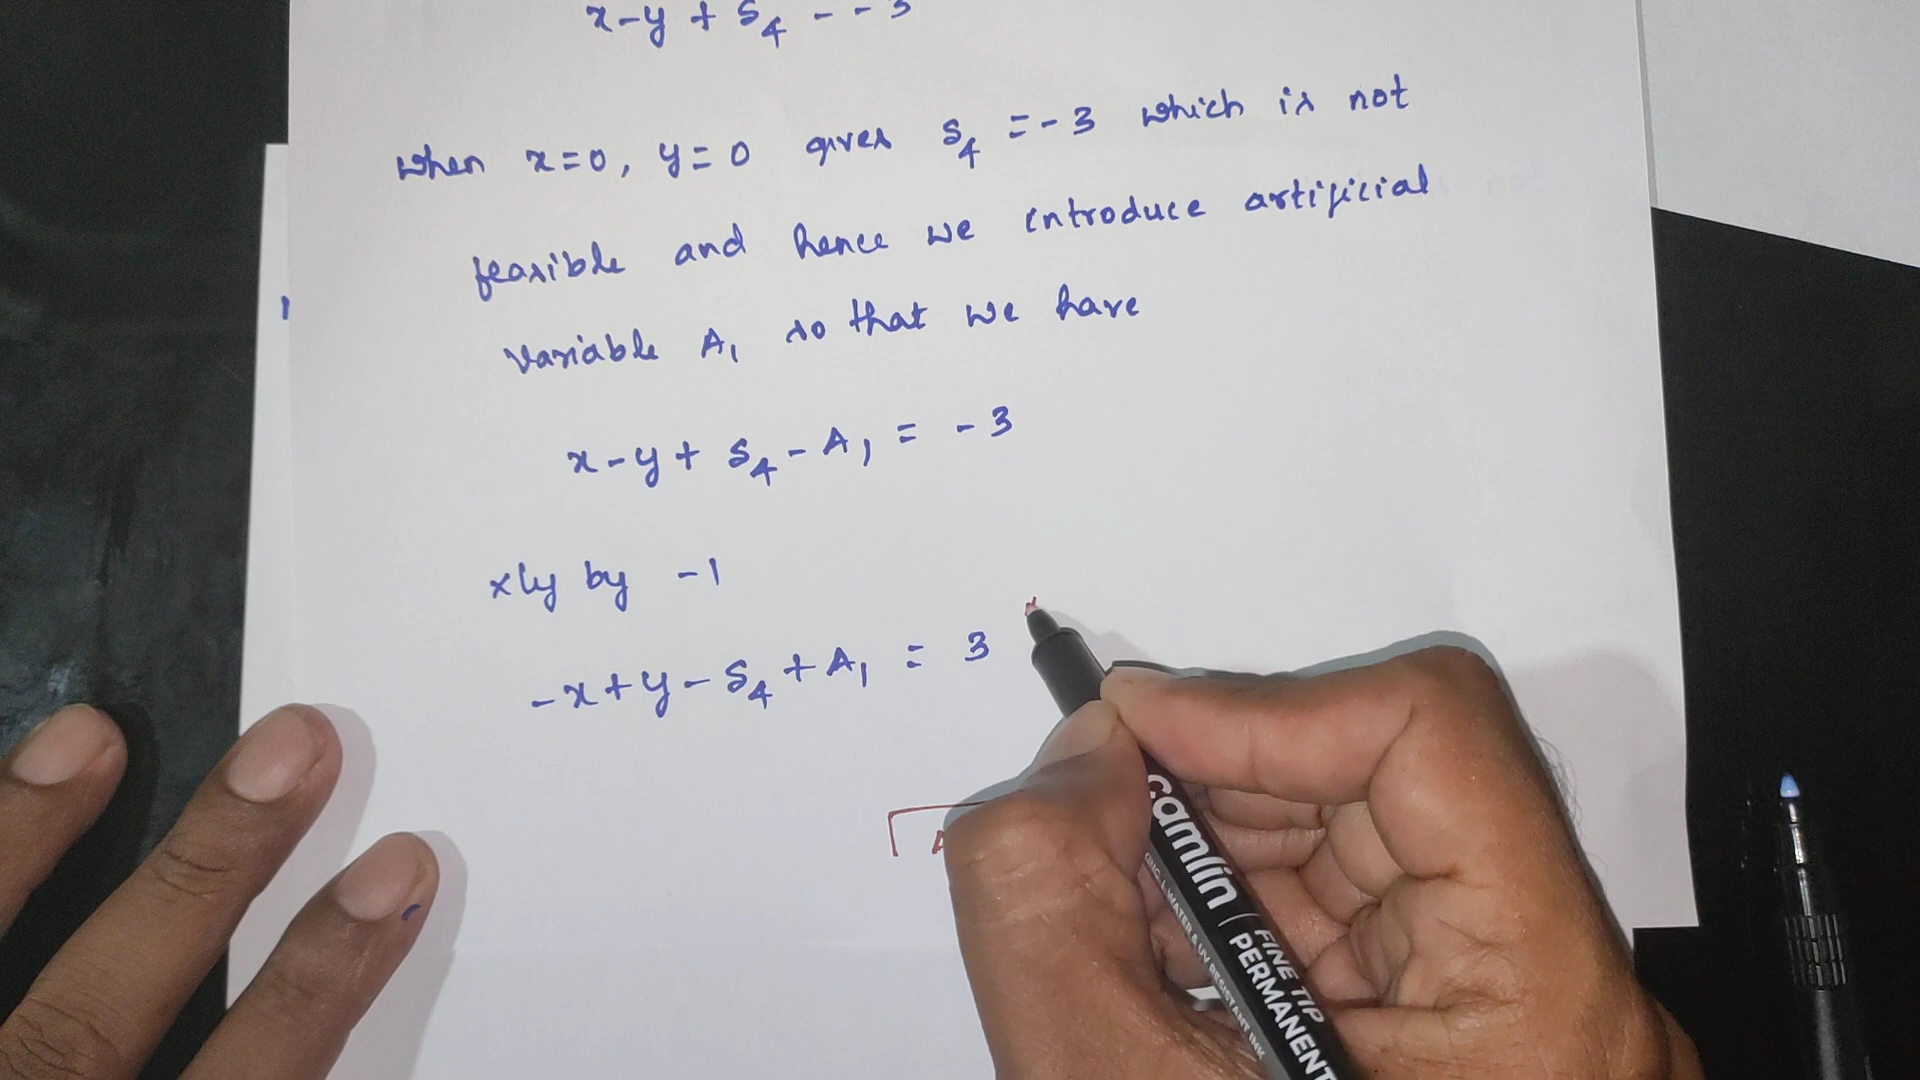 x-y + S4 = -3
when x=0, y=0 gives S4 = -3 which is not
feasible and hence we introduce artificial
variable A1 so that we have
x-y+ S4 - A1 = -3
xly by -1
-x+y-S4+A1 = 3
camlin
FINE TIP
PERMANENT